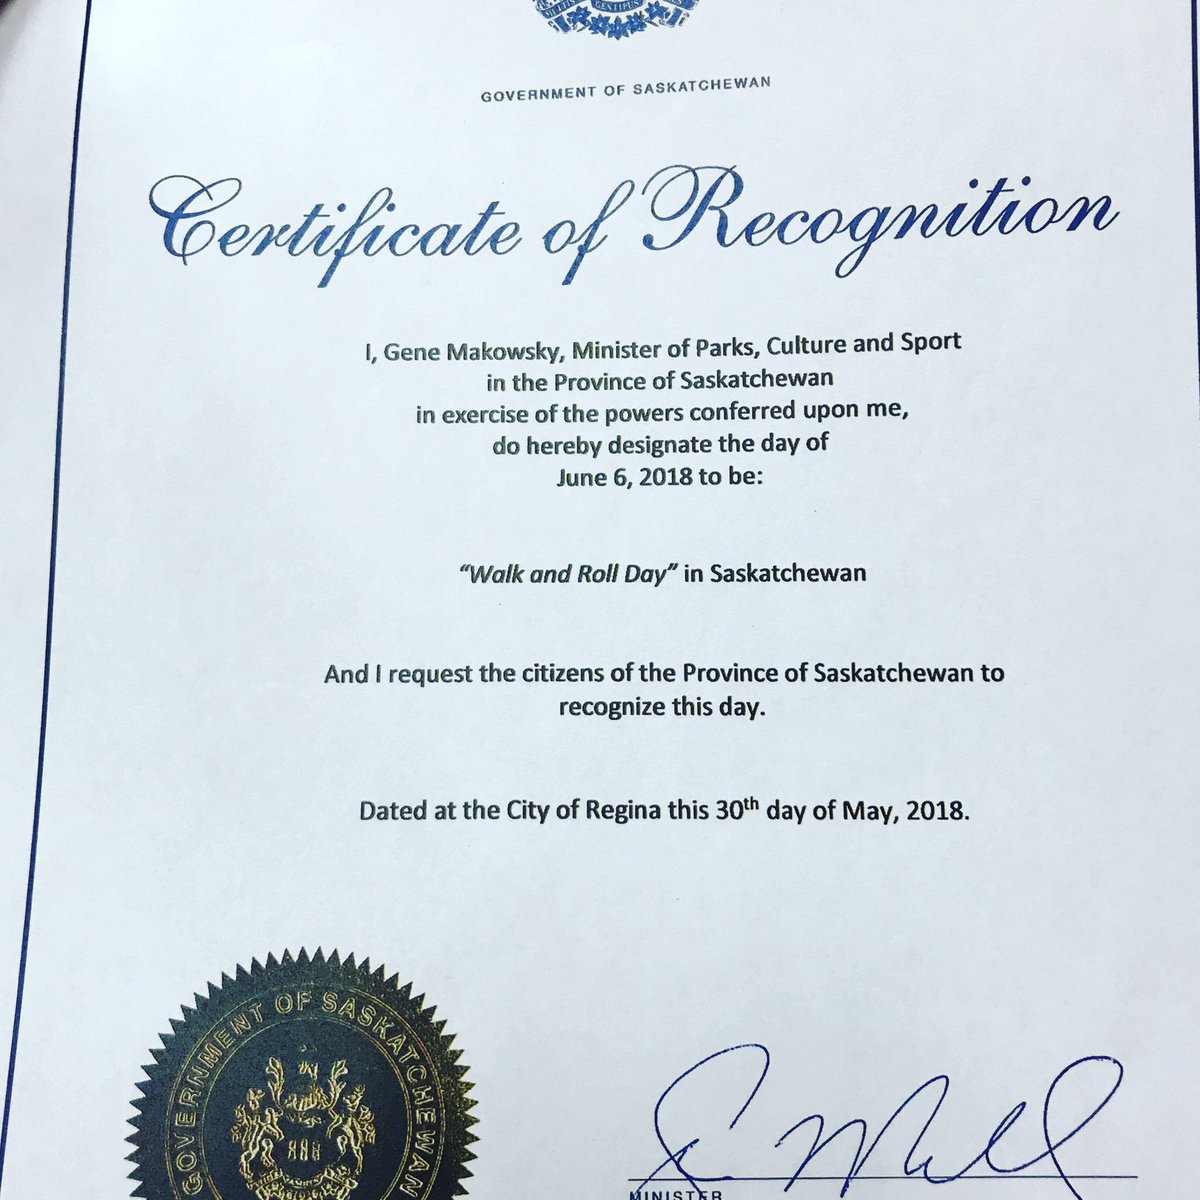 GENTIBUS
GOVERNMENT OF SASKATCHEWAN
Certificate of Recognition
I, Gene Makowsky, Minister of Parks, Culture and Sport
in the Province of Saskatchewan
in exercise of the powers conferred upon me,
do hereby designate the day of
June 6, 2018 to be:
“Walk and Roll Day” in Saskatchewan
And I request the citizens of the Province of Saskatchewan to
recognize this day.
Dated at the City of Regina this 30th day of May, 2018.
GOVERNMENT OF SASKATCHEWAN
MINISTER